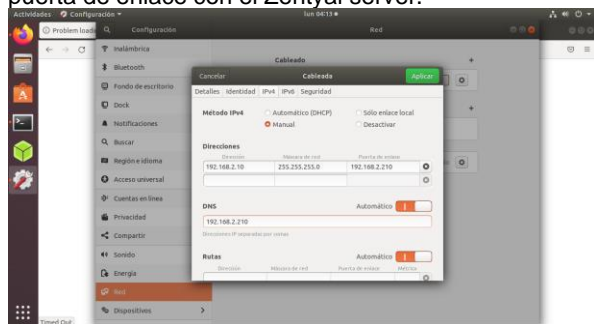 puerta de enlace con el Zentyal server.
Actividades Configuración lun 04:13
Problem loadi
Configuración
Red
Inalámbrica
Bluetooth
Fondo de escritorio
Dock
Notificaciones
Buscar
Región e idioma
Acceso universal
Cuentas en línea
Privacidad
Compartir
Sonido
Energía
Red
Dispositivos
Cableado
Cancelar Cableada Aplicar
Detalles Identidad IPv4 IPv6 Seguridad
Método IPv4 Automático (DHCP) Sólo enlace local
Manual Desactivar
Direcciones
Dirección Máscara de red Puerta de enlace
192.168.2.10 255.255.255.0 192.168.2.210
DNS Automático
192.168.2.210
Direcciones IP separadas por comas
Rutas Automático
Dirección Máscara de red Puerta de enlace Métrica
Timed Out